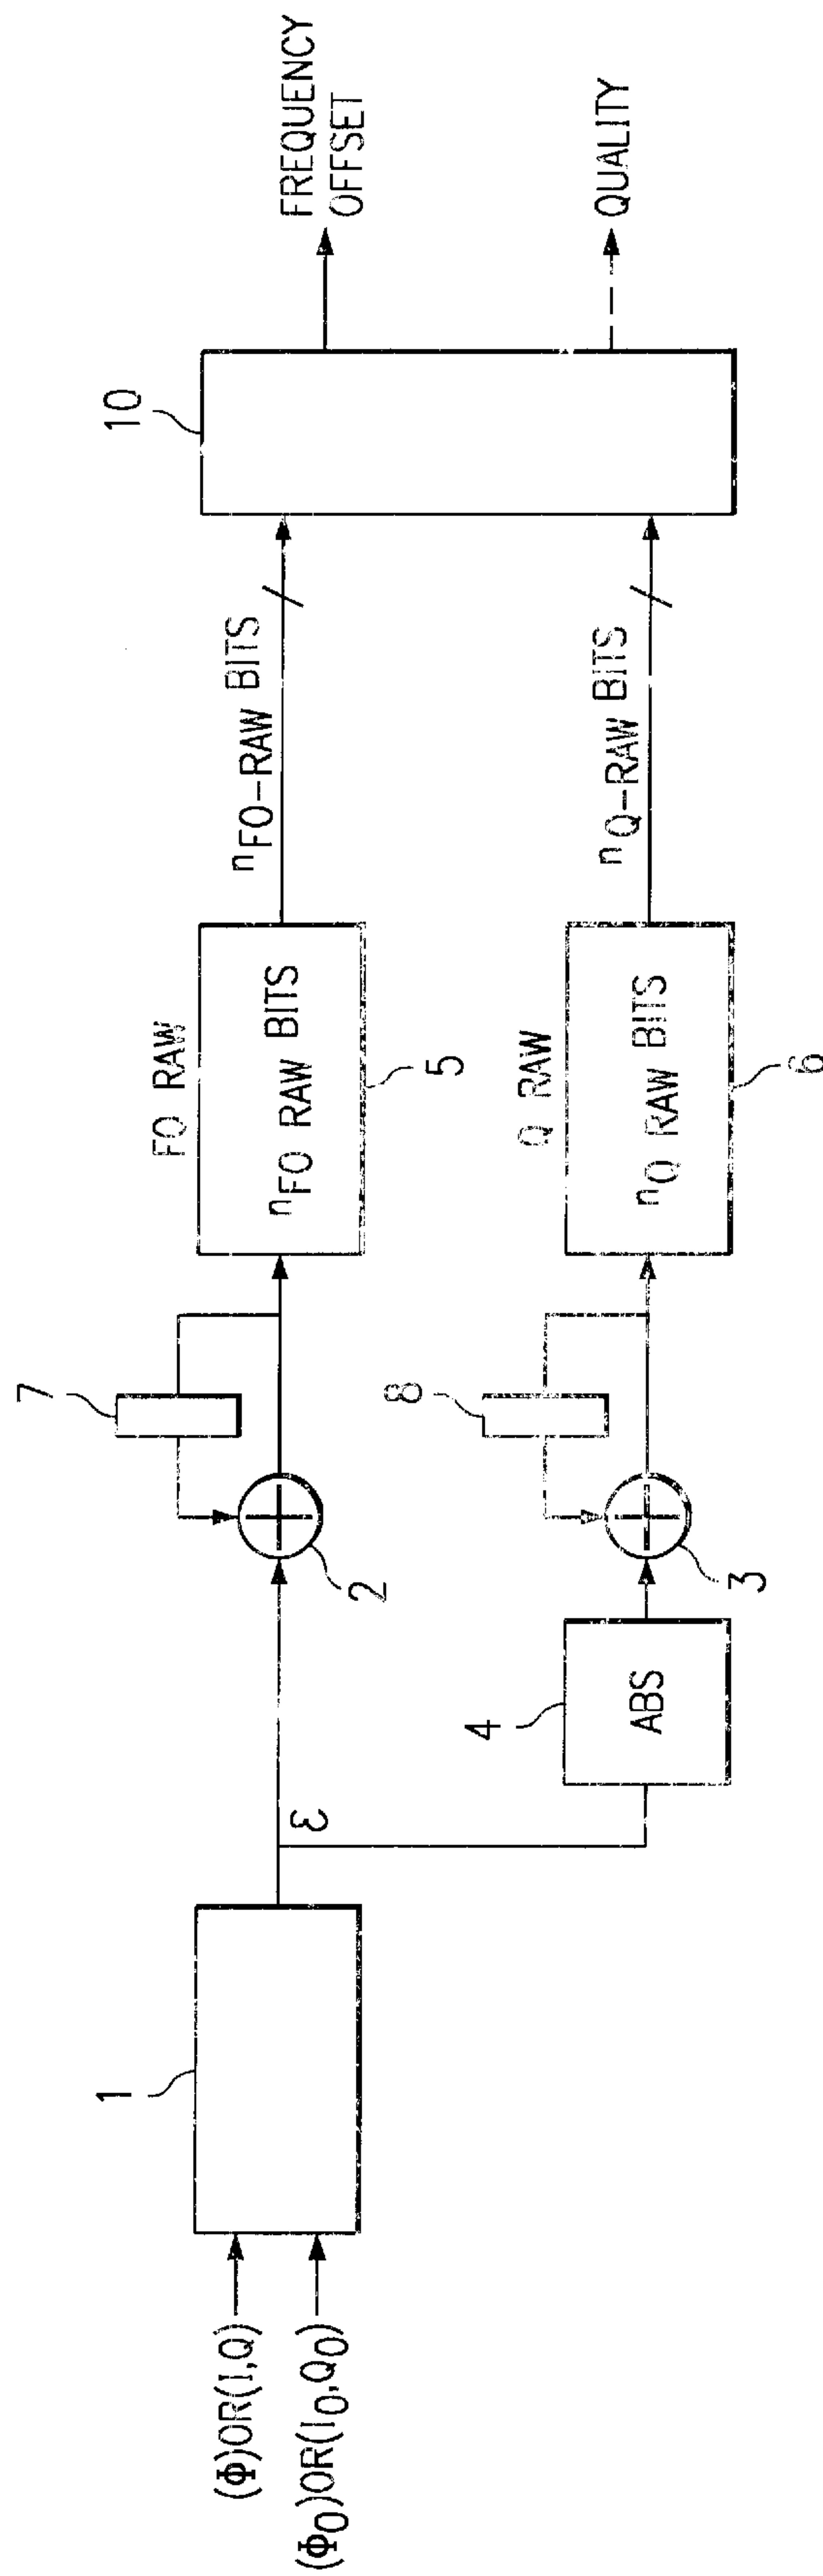 (Φ)OR(I,Q)
(Φ0)OR(I0,Q0)
1
ε
4
ABS
2
3
7
8
FO RAW
nFO RAW BITS
5
Q RAW
nQ RAW BITS
6
nFO-RAW BITS
nQ-RAW BITS
10
FREQUENCY
OFFSET
QUALITY